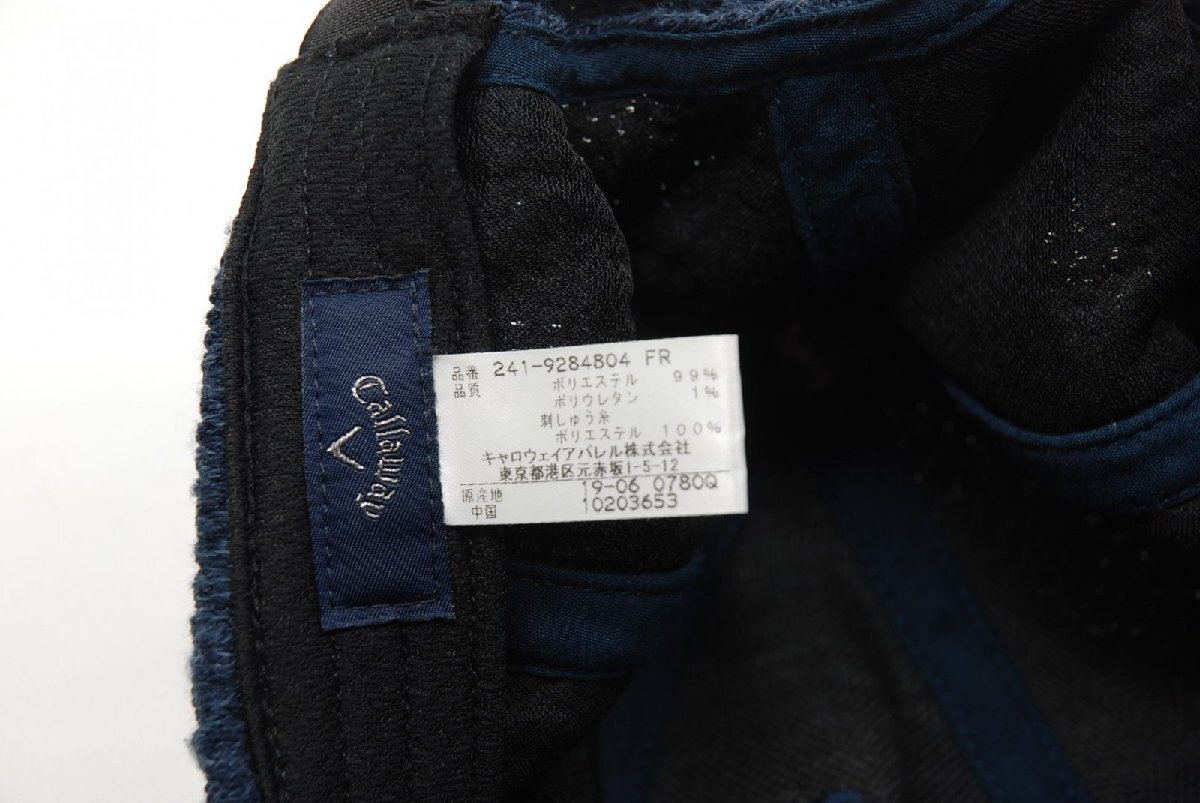 Callaway
品番 241-9284804 FR
品質 ポリエステル 99%
ポリウレタン 1%
刺しゅう糸
ポリエステル 100%
キャロウェイアパレル株式会社
東京都港区元赤坂1-5-12
原産地 19-06 0780Q
中国 10203653